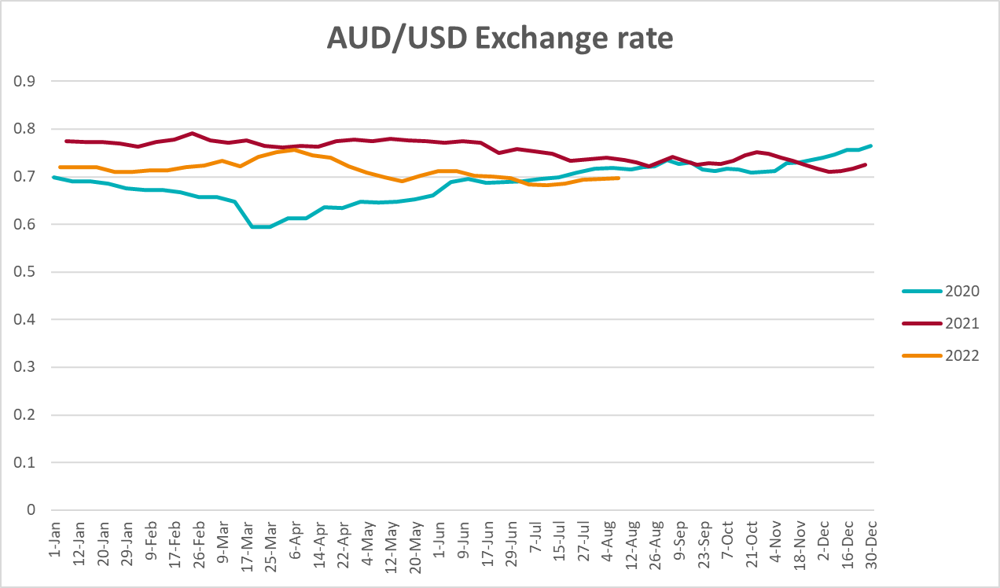 AUD/USD Exchange rate
0.9
0.8
0.7
0.6
0.5
0.4
0.3
0.2
0.1
0
1-Jan
12-Jan
20-Jan
29-Jan
9-Feb
17-Feb
26-Feb
9-Mar
17-Mar
25-Mar
6-Apr
14-Apr
22-Apr
4-May
12-May
20-May
1-Jun
9-Jun
17-Jun
29-Jun
7-Jul
15-Jul
27-Jul
4-Aug
12-Aug
26-Aug
9-Sep
23-Sep
7-Oct
21-Oct
4-Nov
18-Nov
2-Dec
16-Dec
30-Dec
2020
2021
2022